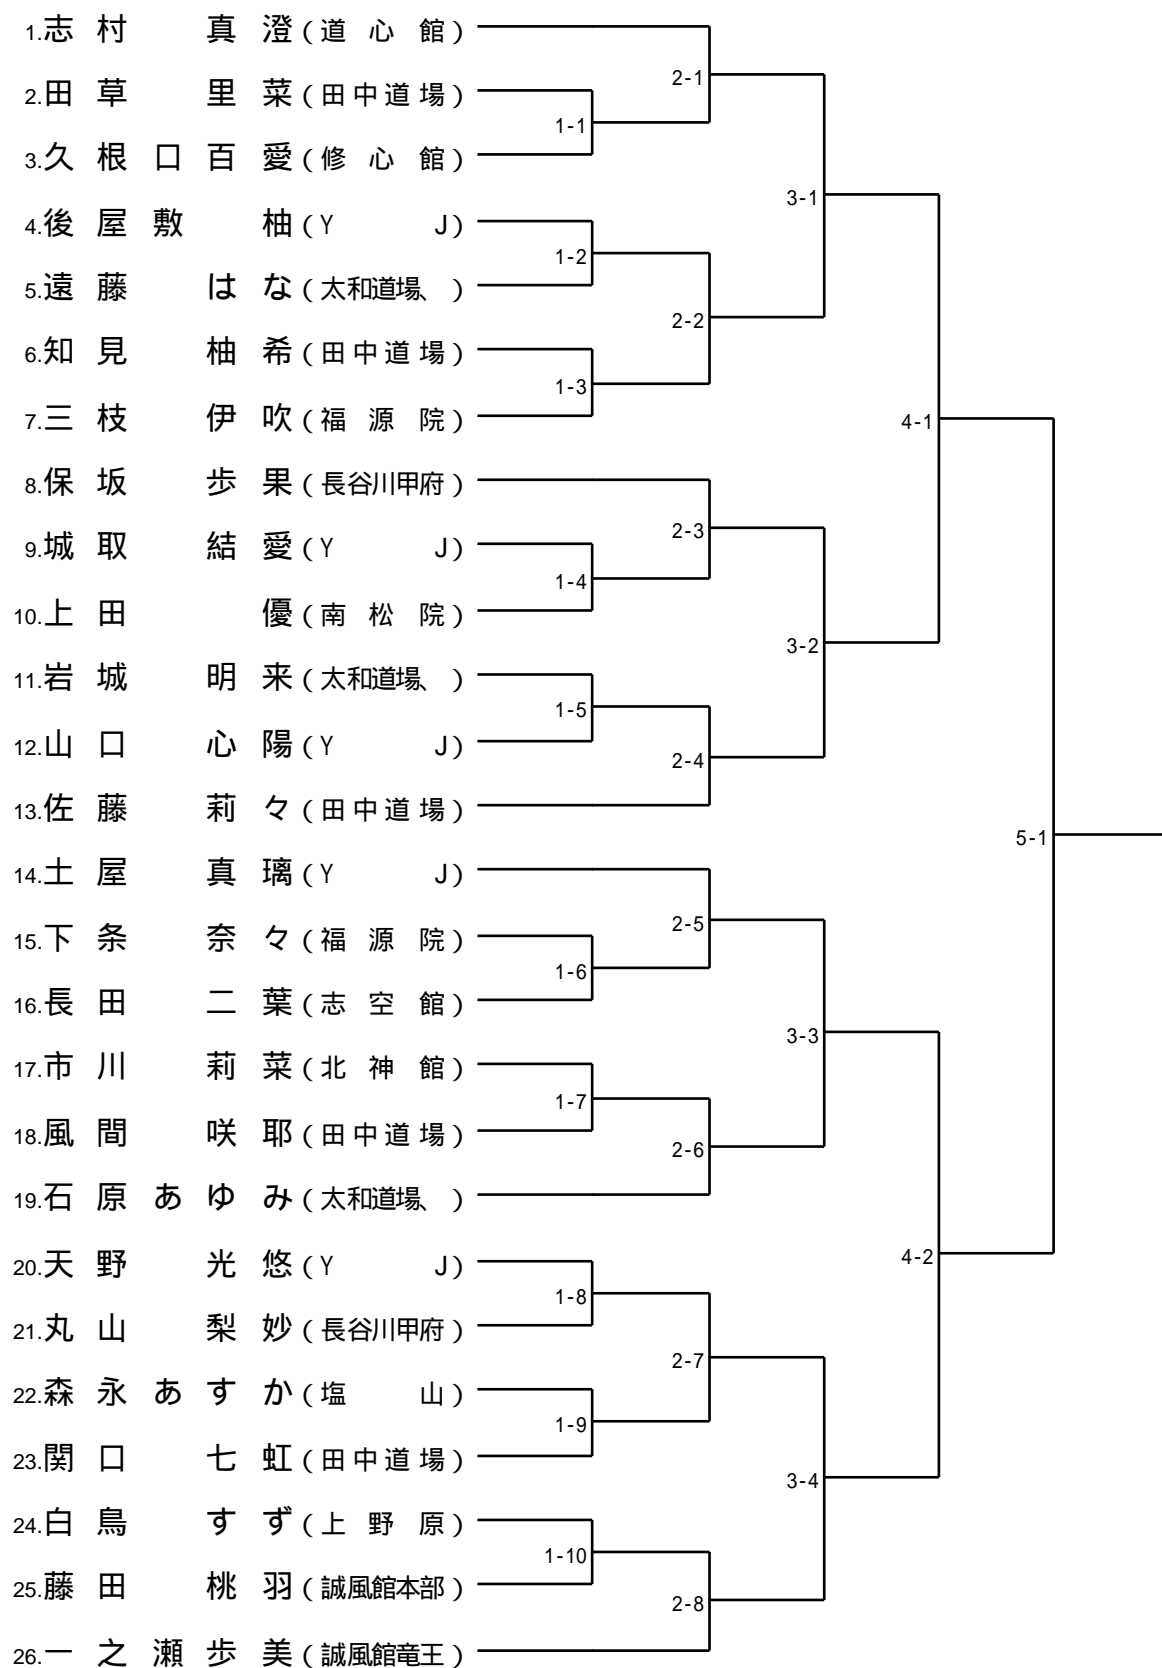 1.志村 真澄(道心館)
2-1
2.田草 里菜(田中道場)
1-1
3.久根口百愛(修心館)
3-1
4.後屋敷 柚(YJ)
1-2
5.遠藤 はな(太和道場、)
2-2
6.知見 柚希(田中道場)
1-3
7.三枝 伊吹(福源院)
4-1
8.保坂 歩果(長谷川甲府)
2-3
9.城取 結愛(YJ)
1-4
10.上田 優(南松院)
3-2
11.岩城 明来(太和道場、)
1-5
12.山口 心陽(YJ)
2-4
13.佐藤 莉々(田中道場)
5-1
14.土屋 真璃(YJ)
2-5
15.下条 奈々(福源院)
1-6
16.長田 二葉(志空館)
3-3
17.市川 莉菜(北神館)
1-7
18.風間 咲耶(田中道場)
2-6
19.石原あゆみ(太和道場、)
4-2
20.天野 光悠(YJ)
1-8
21.丸山 梨妙(長谷川甲府)
2-7
22.森永あすか(塩山)
1-9
23.関口 七虹(田中道場)
3-4
24.白鳥 すず(上野原)
1-10
25.藤田 桃羽(誠風館本部)
2-8
26.一之瀬歩美(誠風館竜王)